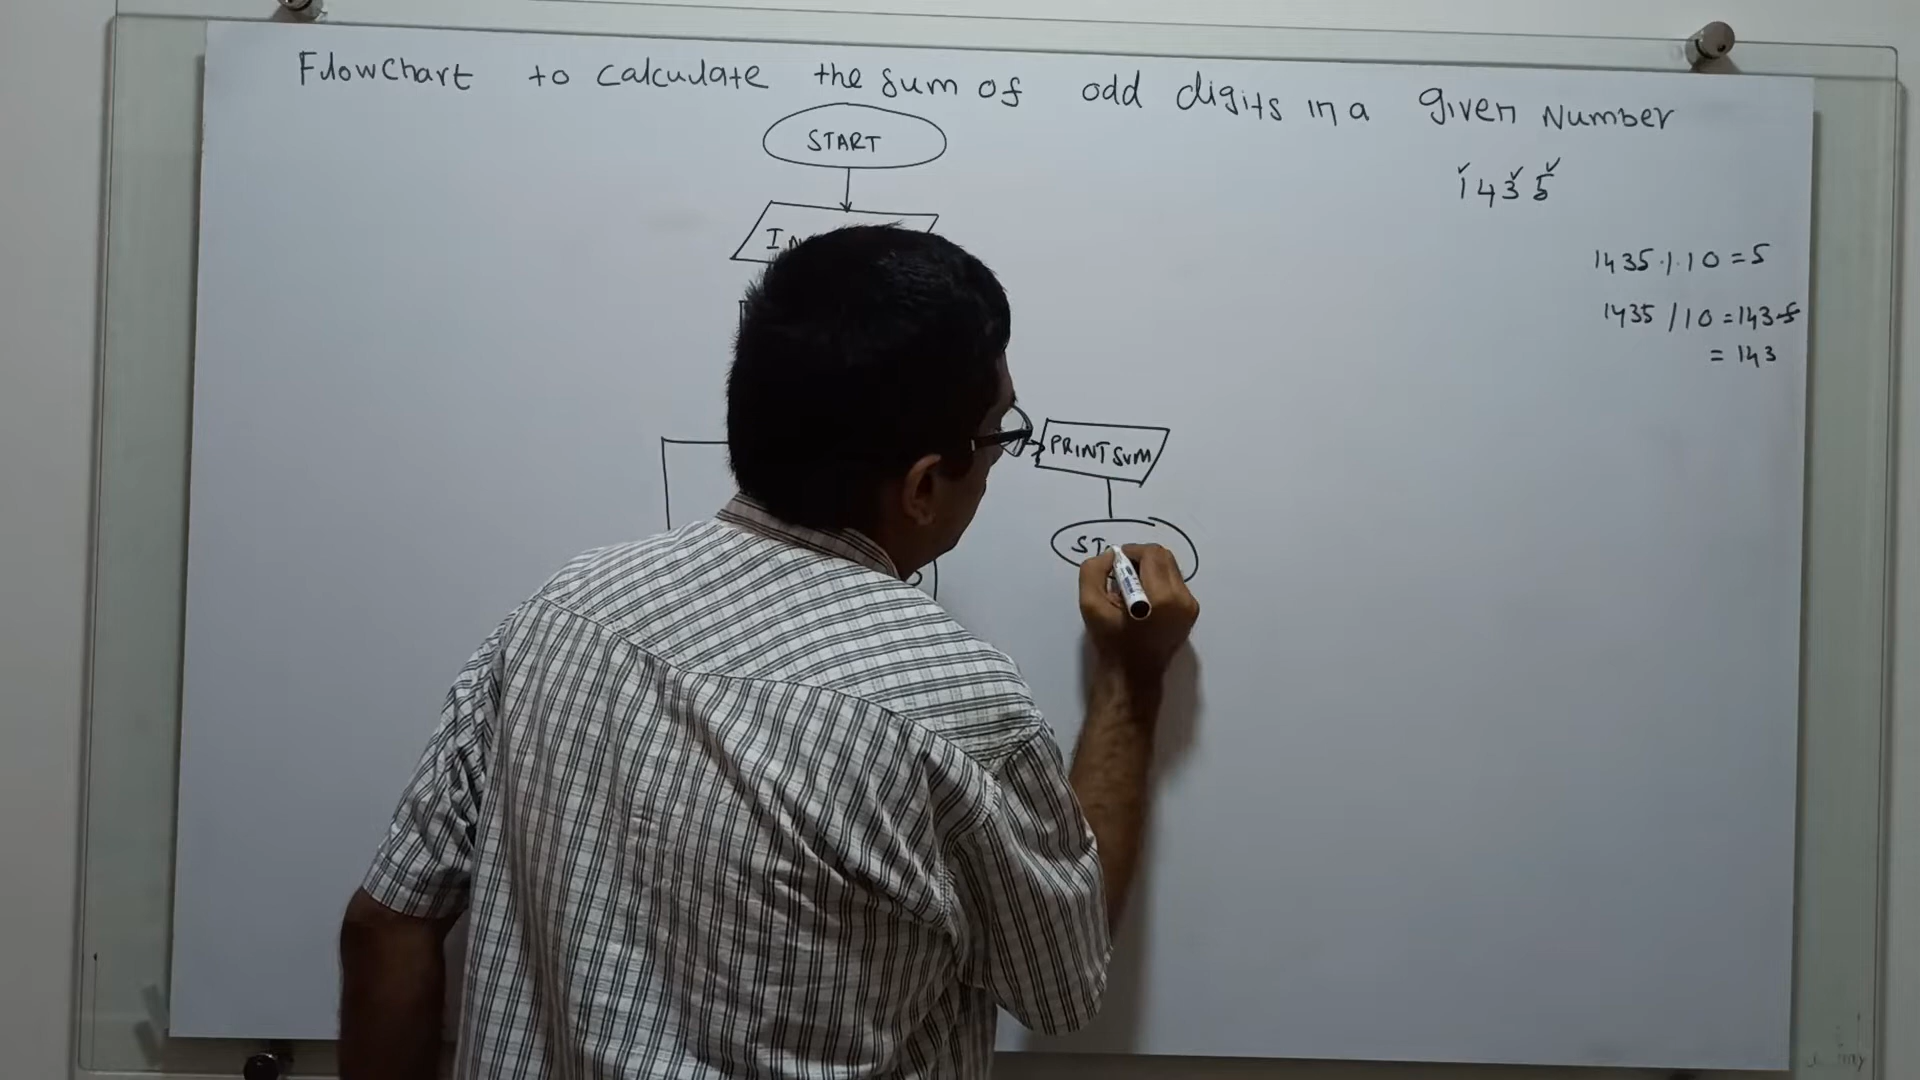 Flowchart to calculate the sum of odd digits in a given Number
START
1435
1435 % 10 = 5
1435 / 10 = 143.5
= 143
PRINT SUM